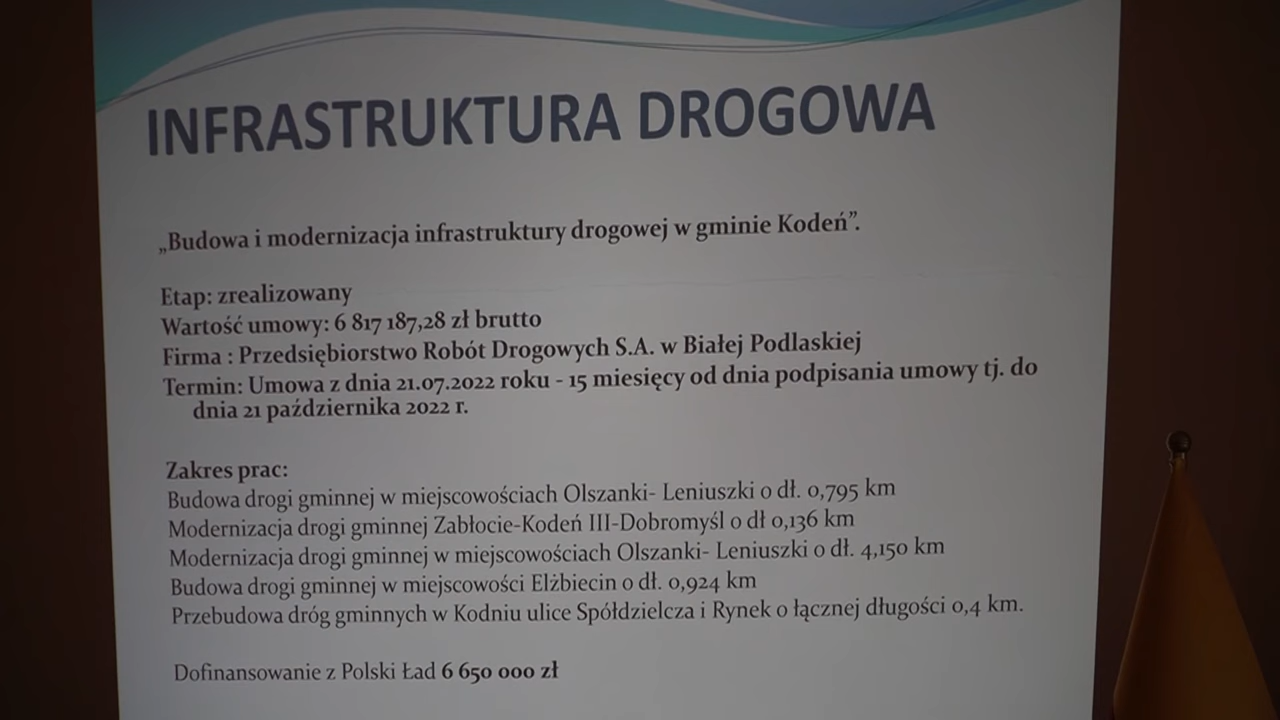 INFRASTRUKTURA DROGOWA
„Budowa i modernizacja infrastruktury drogowej w gminie Kodeń”.
Etap: zrealizowany
Wartość umowy: 6 817 187,28 zł brutto
Firma : Przedsiębiorstwo Robót Drogowych S.A. w Białej Podlaskiej
Termin: Umowa z dnia 21.07.2022 roku - 15 miesięcy od dnia podpisania umowy tj. do
dnia 21 października 2022 r.
Zakres prac:
Budowa drogi gminnej w miejscowościach Olszanki- Leniuszki o dł. 0,795 km
Modernizacja drogi gminnej Zabłocie-Kodeń III-Dobromyśl o dł 0,136 km
Modernizacja drogi gminnej w miejscowościach Olszanki- Leniuszki o dł. 4,150 km
Budowa drogi gminnej w miejscowości Elżbiecin o dł. 0,924 km
Przebudowa dróg gminnych w Kodniu ulice Spółdzielcza i Rynek o łącznej długości 0,4 km.
Dofinansowanie z Polski Ład 6 650 000 zł